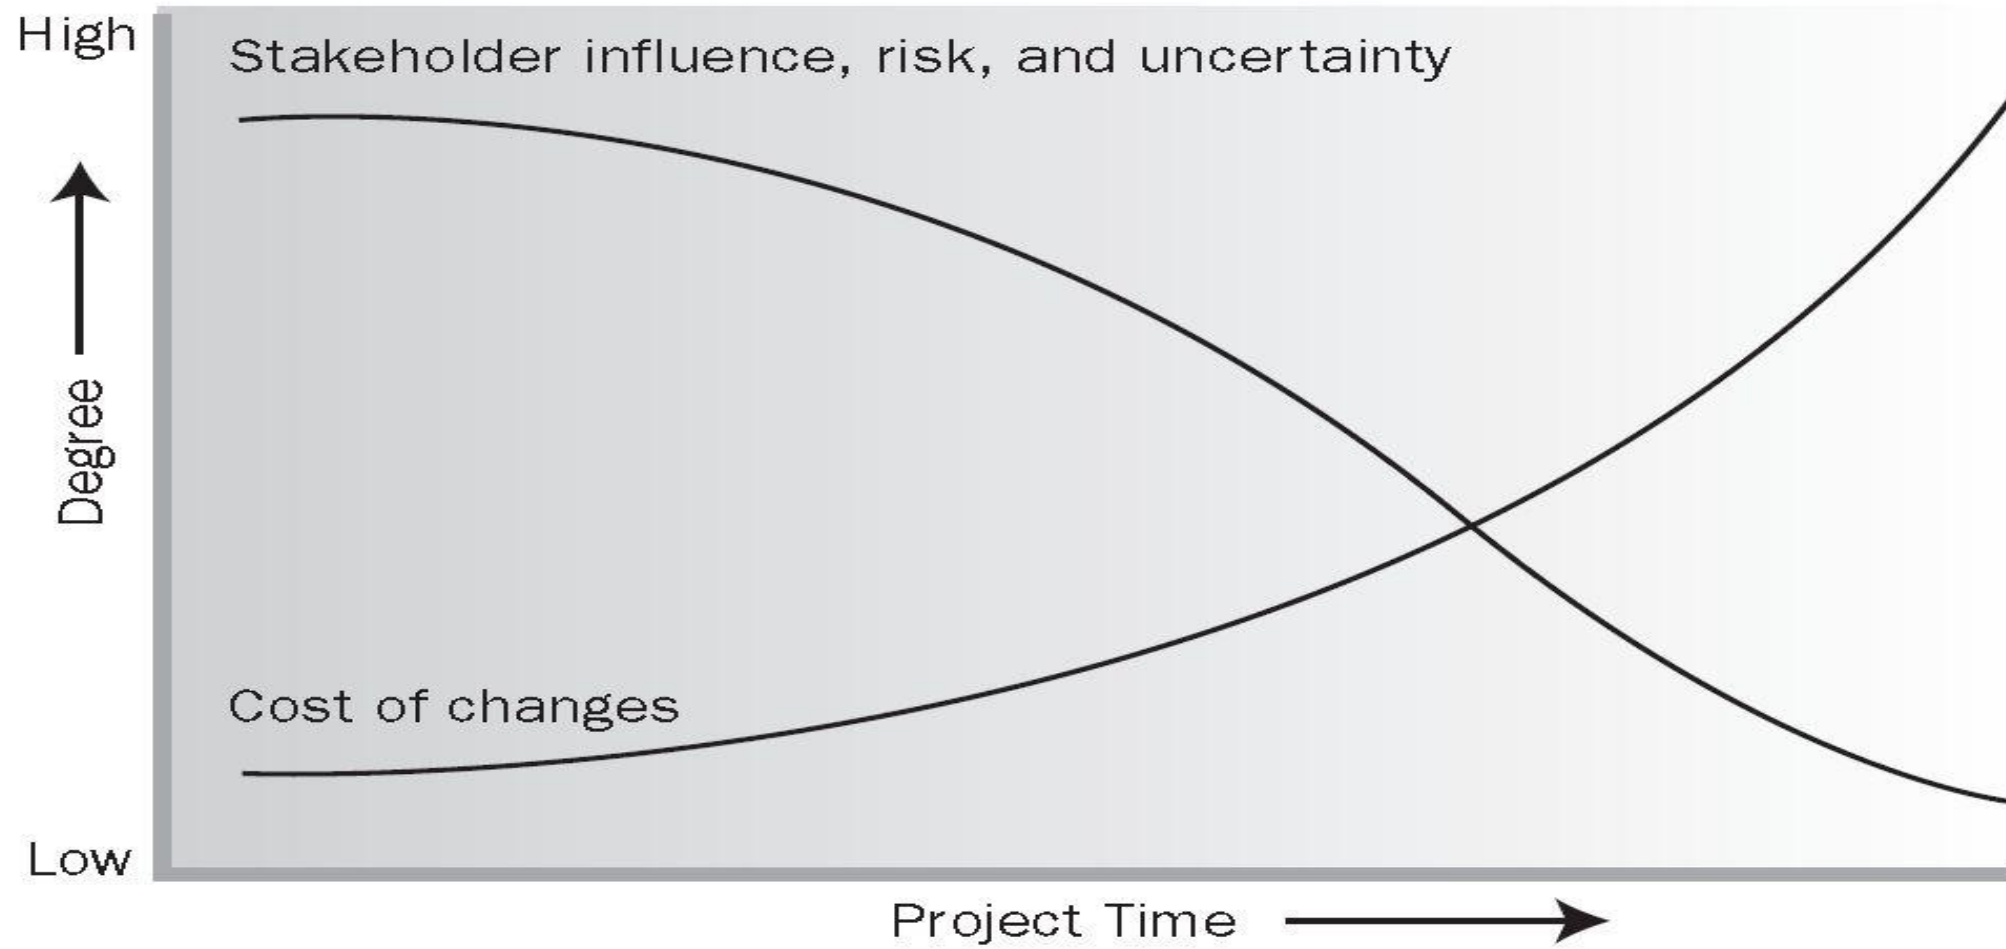 High
Stakeholder influence, risk, and uncertainty
Degree
Cost of changes
Low
Project Time